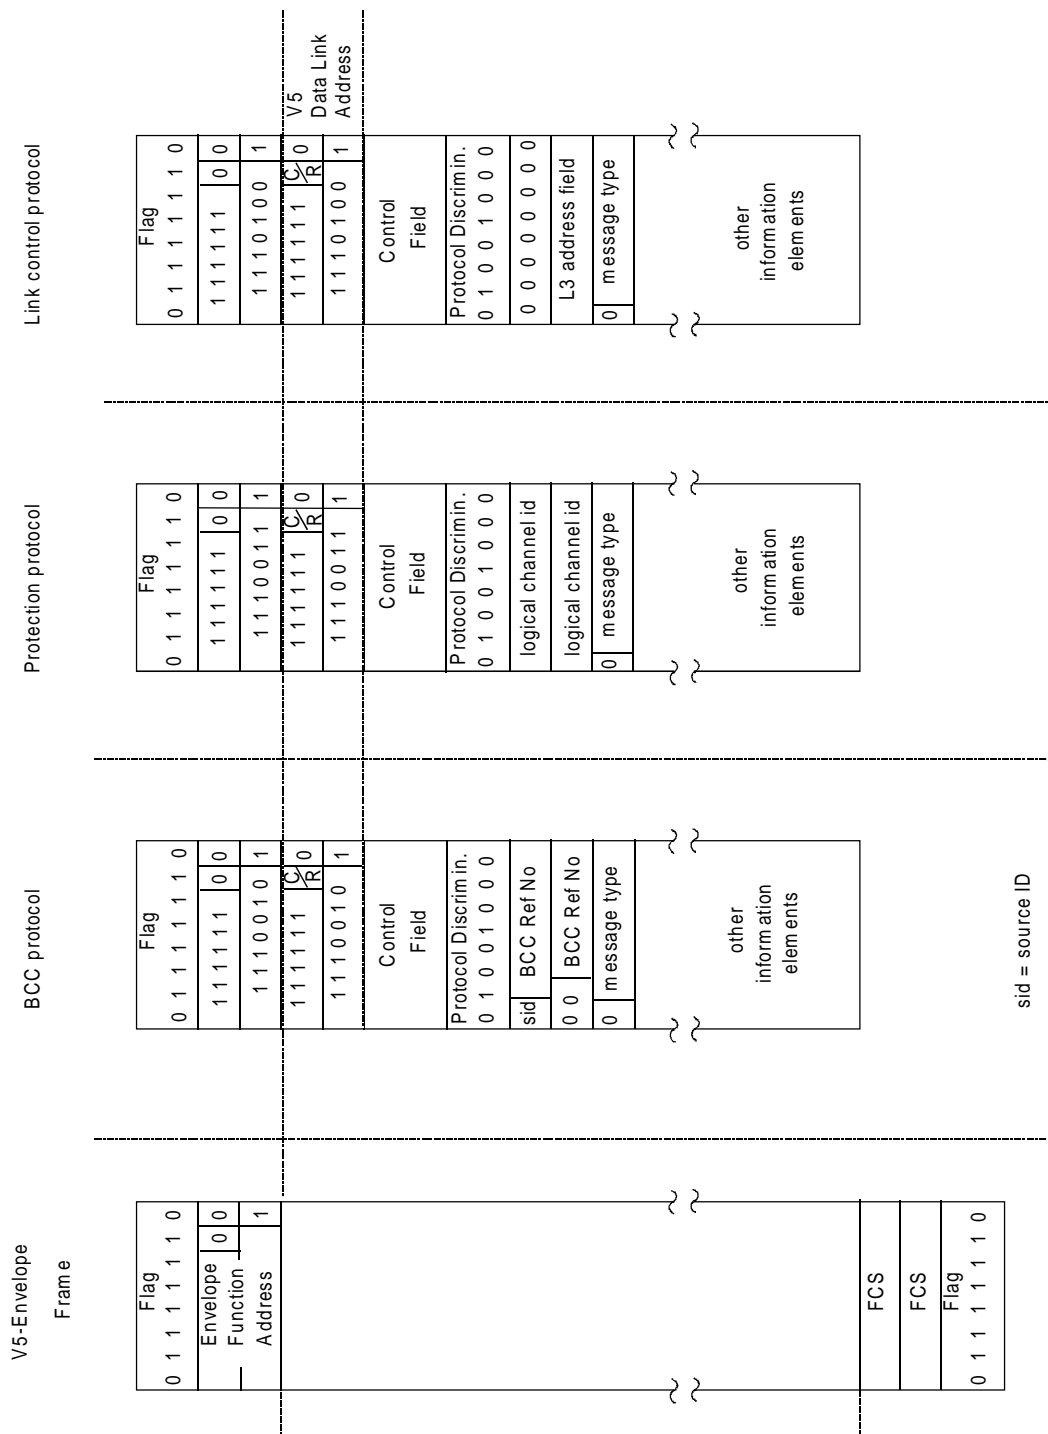 V5-Envelope
Frame
Flag
0 1 1 1 1 1 1 0
Envelope 0 0
Function
Address 1
FCS
FCS
Flag
0 1 1 1 1 1 1 0
BCC protocol
Flag
0 1 1 1 1 1 1 0
1 1 1 1 1 1 0 0
1 1 1 0 0 1 0 1
1 1 1 1 1 1 C/R 0
1 1 1 0 0 1 0 1
Control
Field
Protocol Discrimin.
0 1 0 0 1 0 0 0
sid BCC Ref No
0 0 BCC Ref No
0 message type
other
information
elements
sid = source ID
Protection protocol
Flag
0 1 1 1 1 1 1 0
1 1 1 1 1 1 0 0
1 1 1 0 0 1 1 1
1 1 1 1 1 1 C/R 0
1 1 1 0 0 1 1 1
Control
Field
Protocol Discrimin.
0 1 0 0 1 0 0 0
logical channel id
logical channel id
0 message type
other
information
elements
Link control protocol
Flag
0 1 1 1 1 1 1 0
1 1 1 1 1 1 0 0
1 1 1 0 1 0 0 1
1 1 1 1 1 1 C/R 0
1 1 1 0 1 0 0 1
V5
Data Link
Address
Control
Field
Protocol Discrimin.
0 1 0 0 1 0 0 0
0 0 0 0 0 0 0 0
L3 address field
0 message type
other
information
elements